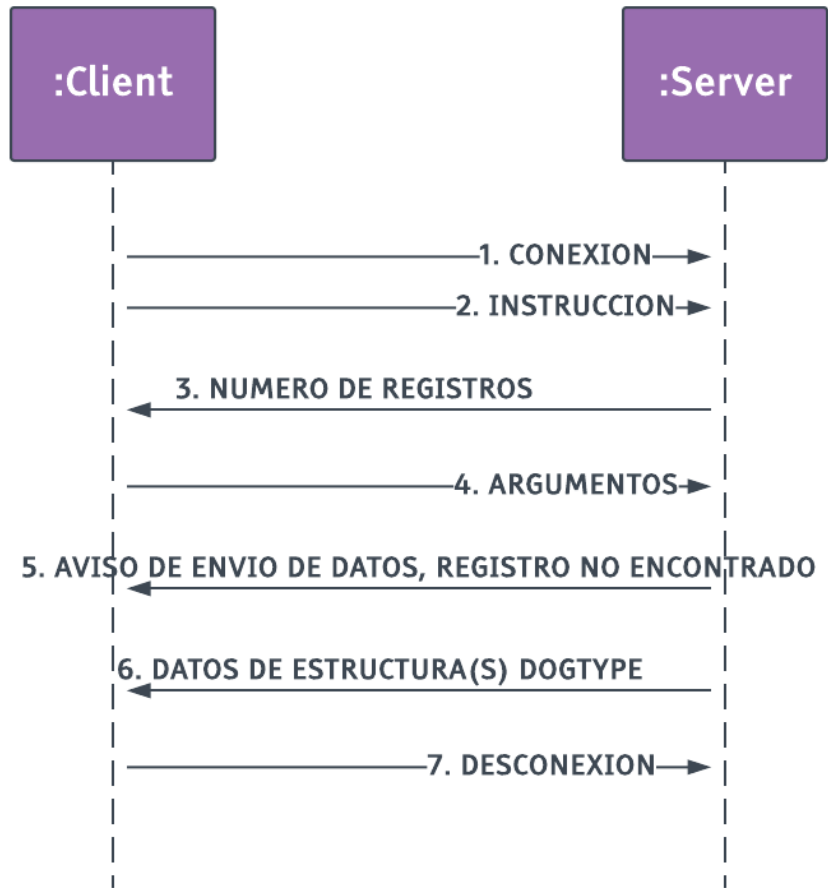 :Client
:Server
1. CONEXION
2. INSTRUCCION
3. NUMERO DE REGISTROS
4. ARGUMENTOS
5. AVISO DE ENVIO DE DATOS, REGISTRO NO ENCONTRADO
6. DATOS DE ESTRUCTURA(S) DOGTYPE
7. DESCONEXION